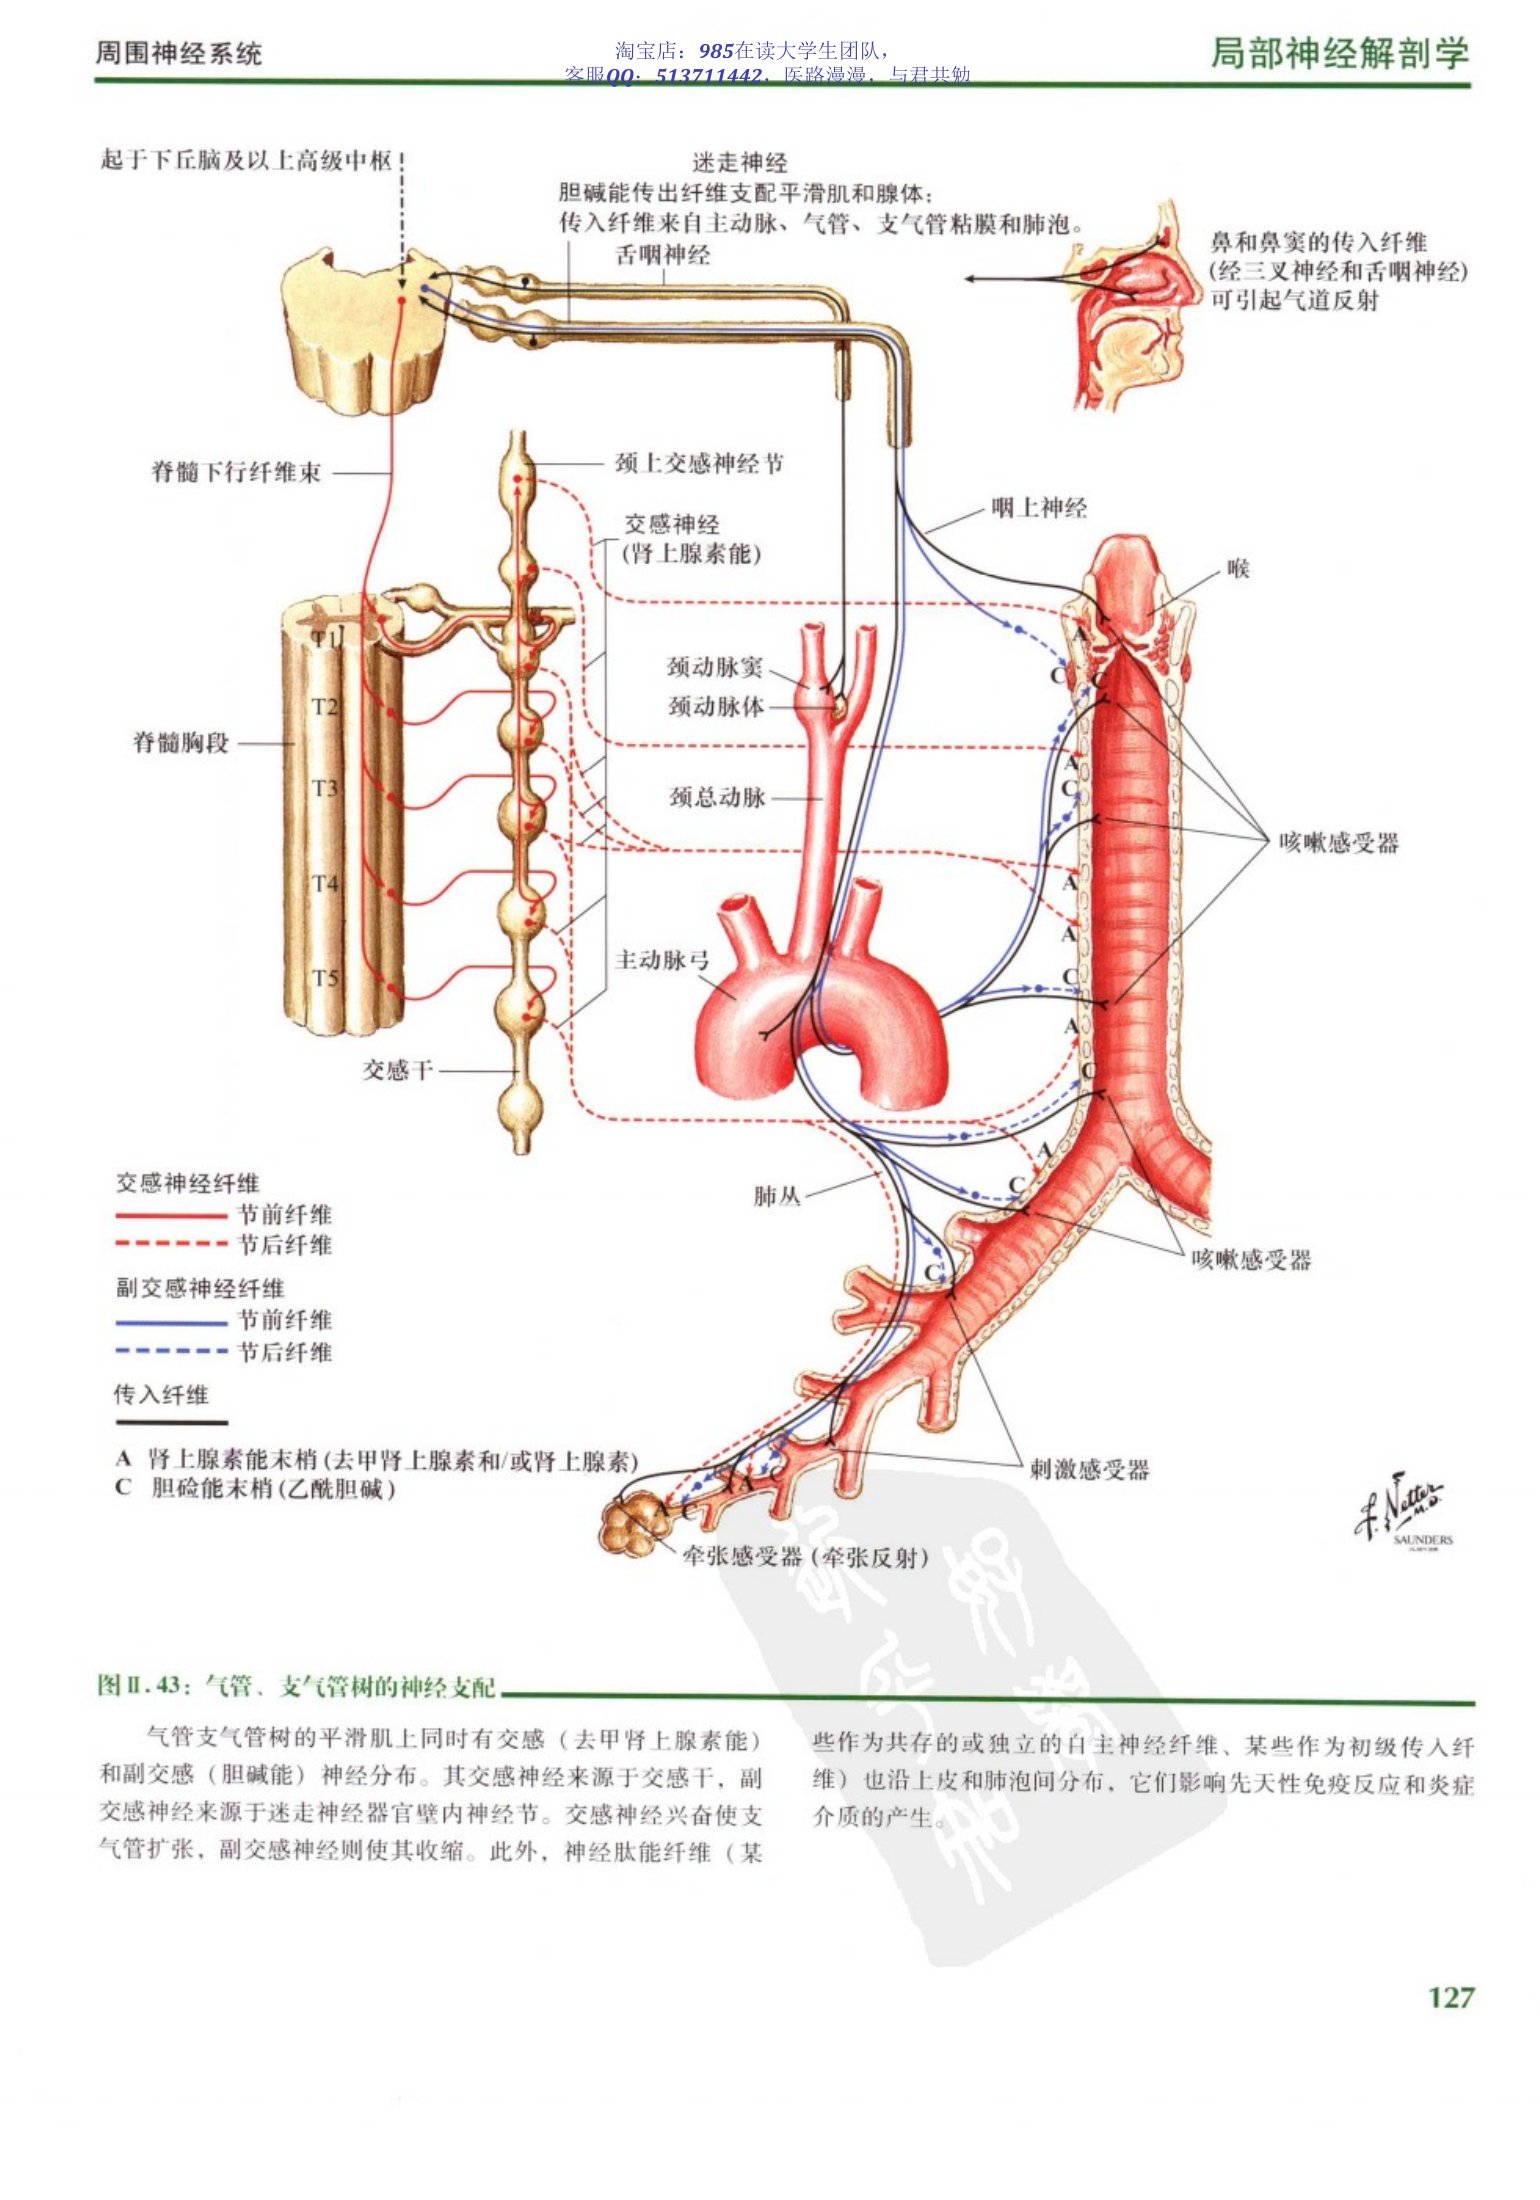 周围神经系统
淘宝店：985在读大学生团队，
客服QQ：513711442，医路漫漫，与君共勉
局部神经解剖学
起于下丘脑及以上高级中枢
迷走神经
胆碱能传出纤维支配平滑肌和腺体；
传入纤维来自主动脉、气管、支气管粘膜和肺泡。
舌咽神经
鼻和鼻窦的传入纤维
(经三叉神经和舌咽神经)
可引起气道反射
脊髓下行纤维束
颈上交感神经节
交感神经
(肾上腺素能)
咽上神经
喉
T1
T2
T3
T4
T5
脊髓胸段
颈动脉窦
颈动脉体
颈总动脉
主动脉弓
交感干
A
C
C
A
C
A
A
C
A
C
A
C
C
咳嗽感受器
肺丛
咳嗽感受器
交感神经纤维
节前纤维
节后纤维
副交感神经纤维
节前纤维
节后纤维
传入纤维
A 肾上腺素能末梢(去甲肾上腺素和/或肾上腺素)
C 胆硷能末梢(乙酰胆碱)
A
C
A
C
刺激感受器
牵张感受器(牵张反射)
F. Netter M.D.
SAUNDERS
图Ⅱ.43：气管、支气管树的神经支配
气管支气管树的平滑肌上同时有交感（去甲肾上腺素能）
和副交感（胆碱能）神经分布。其交感神经来源于交感干，副
交感神经来源于迷走神经器官壁内神经节。交感神经兴奋使支
气管扩张，副交感神经则使其收缩。此外，神经肽能纤维（某
些作为共存的或独立的自主神经纤维、某些作为初级传入纤
维）也沿上皮和肺泡间分布，它们影响先天性免疫反应和炎症
介质的产生。
127